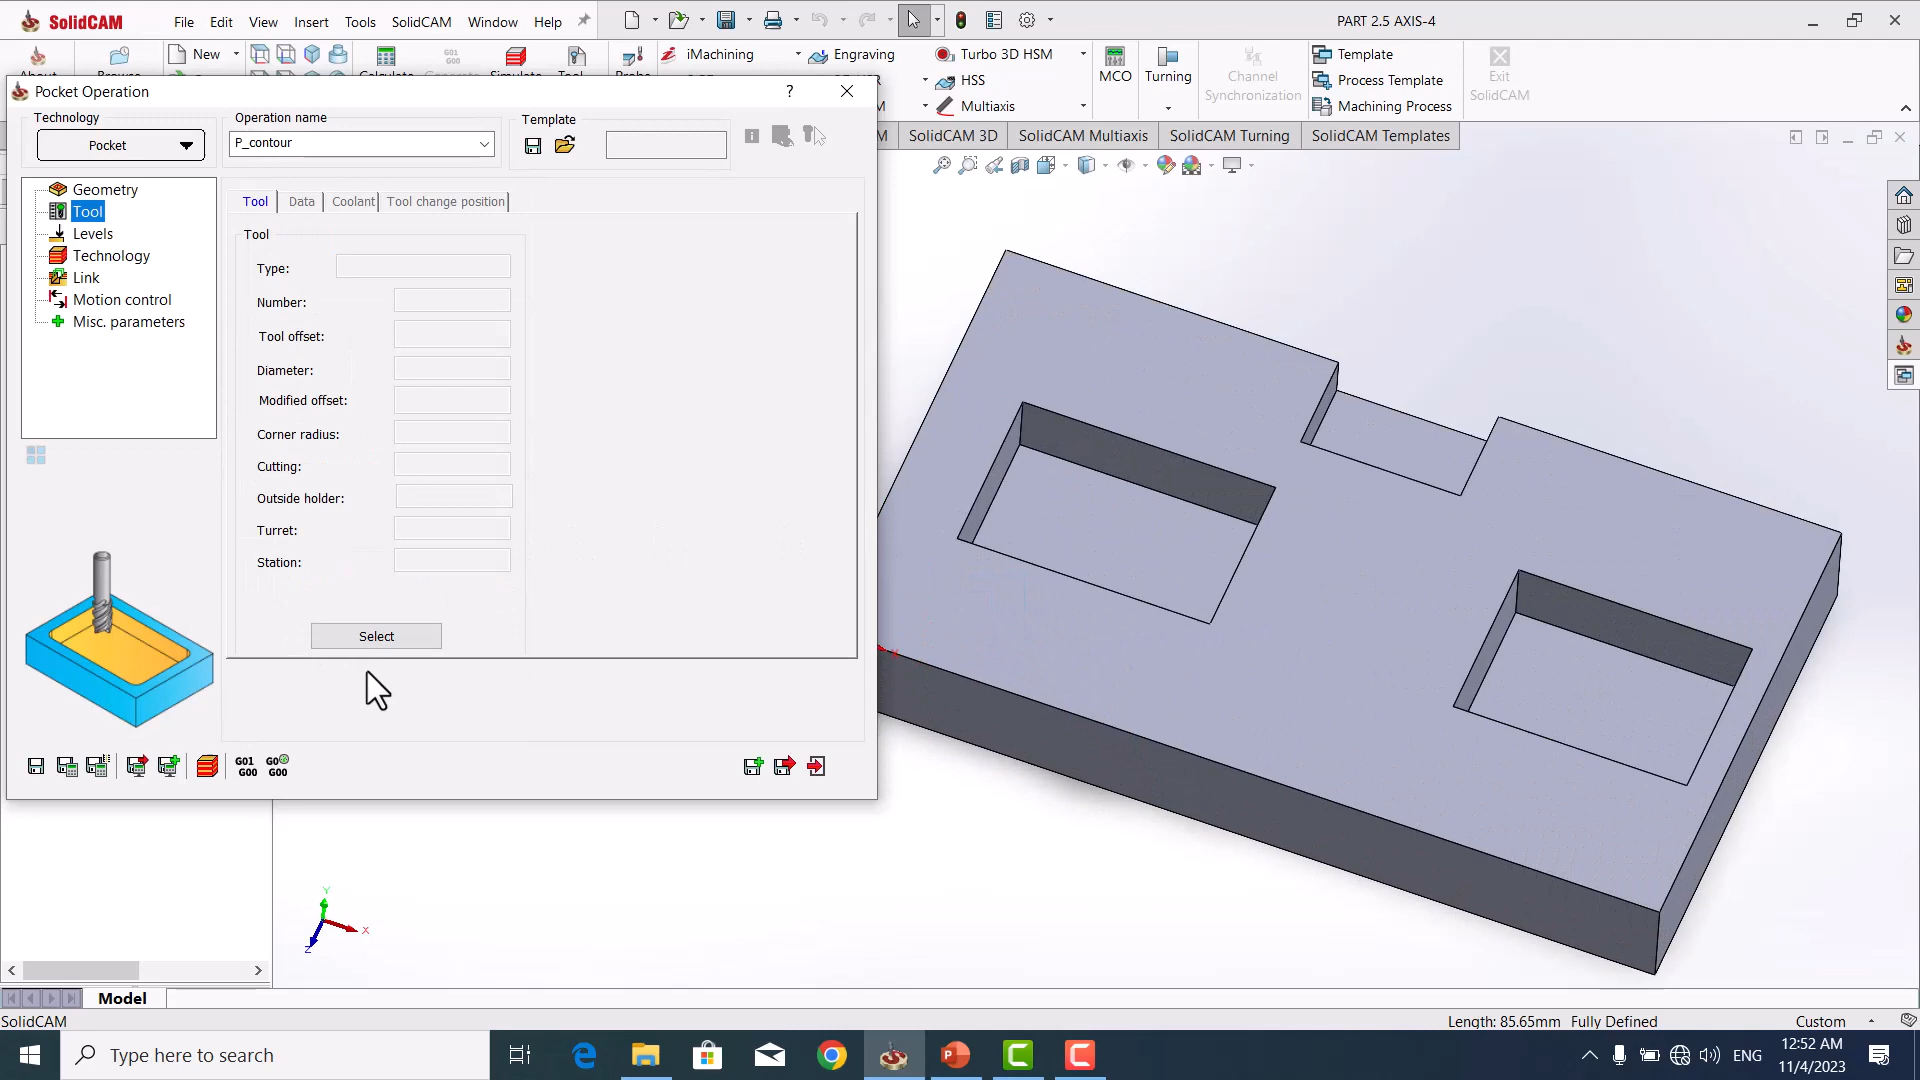 SolidCAM
File Edit View Insert Tools SolidCAM Window Help
PART 2.5 AXIS-4
New
iMachining
Engraving
Turbo 3D HSM
HSS
Multiaxis
MCO
Turning
Channel
Synchronization
Template
Process Template
Machining Process
Exit
SolidCAM
SolidCAM 3D
SolidCAM Multiaxis
SolidCAM Turning
SolidCAM Templates
Pocket Operation
?
Technology
Pocket
Operation name
P_contour
Template
Geometry
Tool
Levels
Technology
Link
Motion control
Misc. parameters
Tool Data Coolant Tool change position
Tool
Type:
Number:
Tool offset:
Diameter:
Modified offset:
Corner radius:
Cutting:
Outside holder:
Turret:
Station:
Select
G01
G00
G00
Y
X
Z
Model
SolidCAM
Length: 85.65mm Fully Defined
Custom
Type here to search
ENG
12:52 AM
11/4/2023